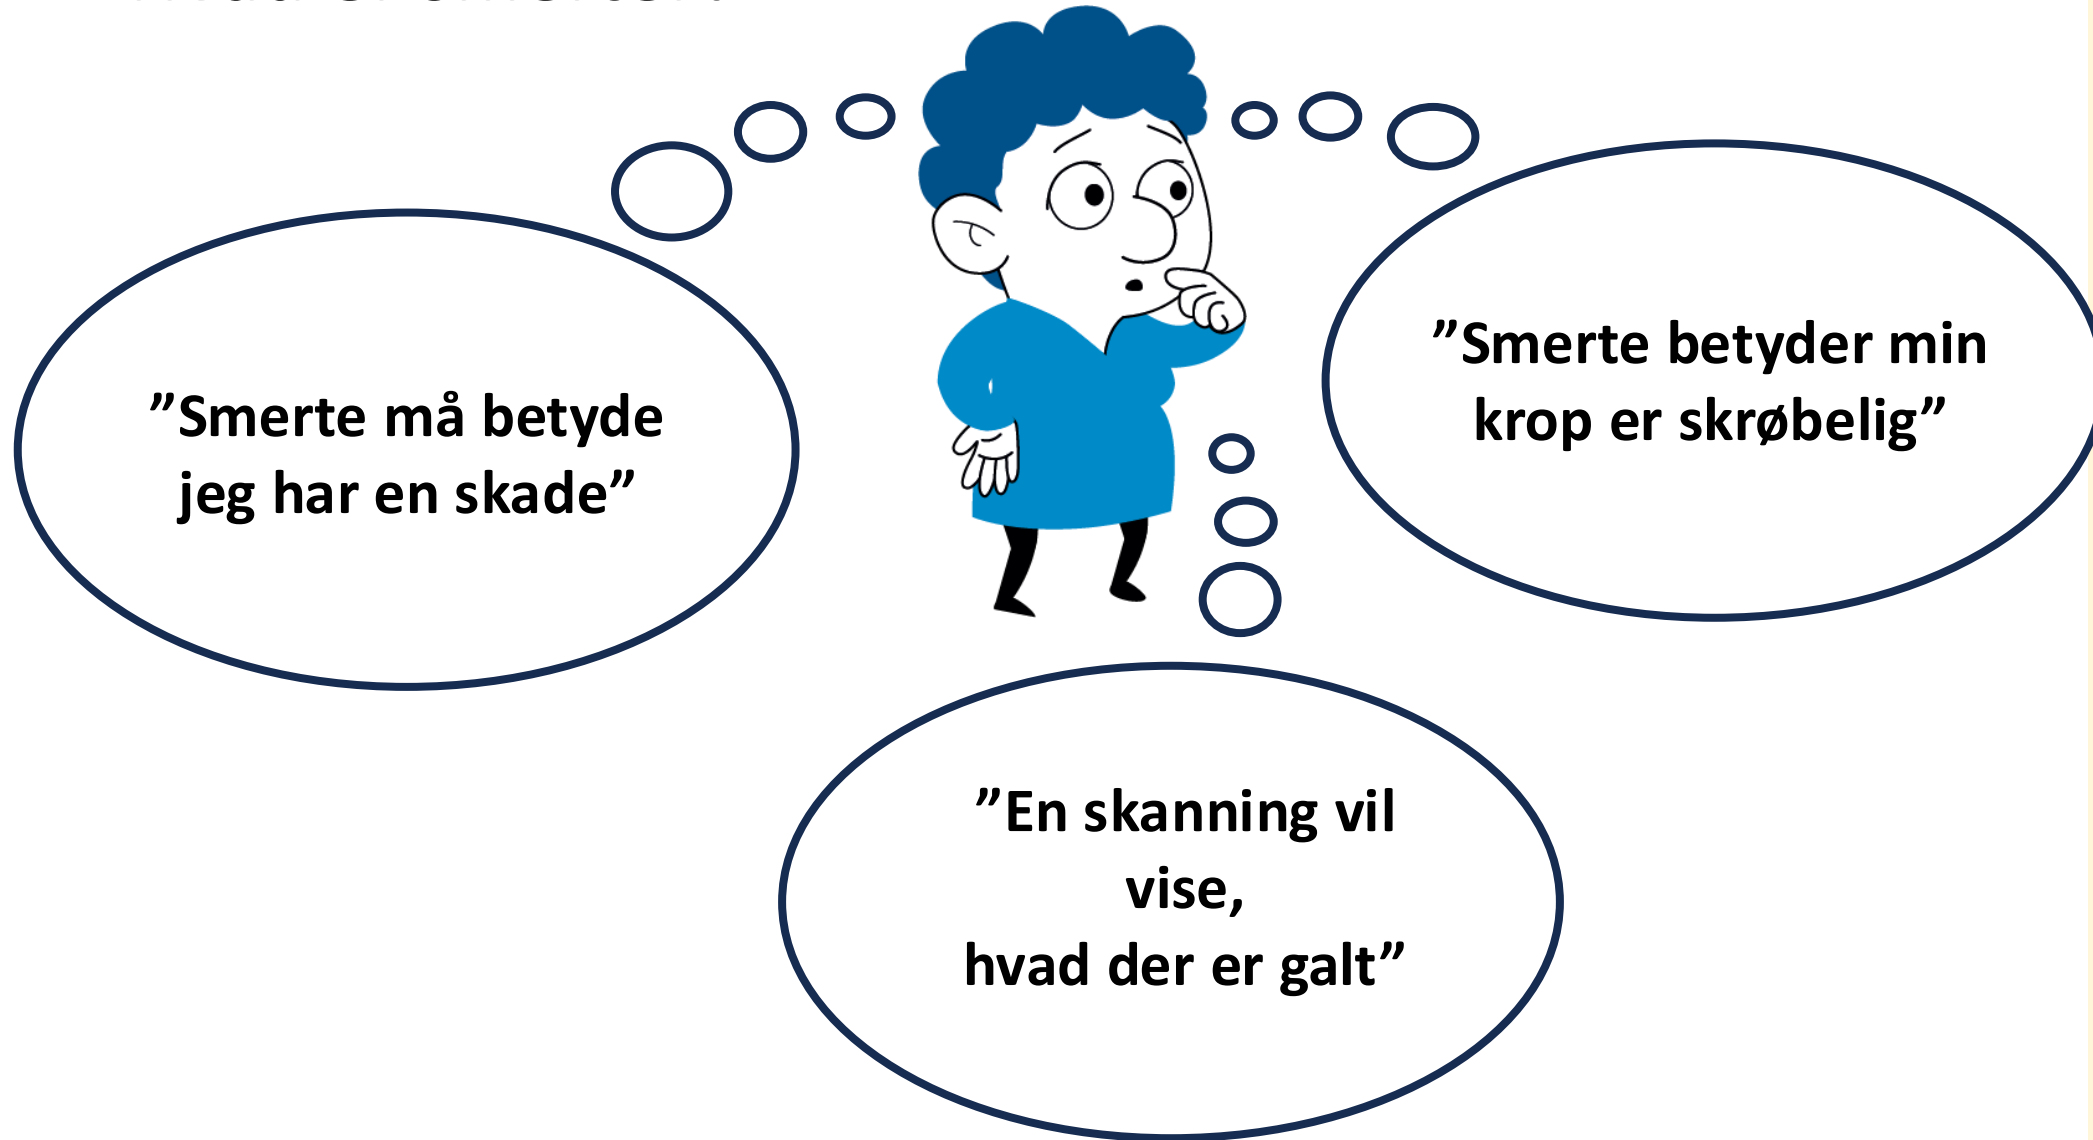 ”Smerte må betyde
jeg har en skade”
”Smerte betyder min
krop er skrøbelig”
”En skanning vil
vise,
hvad der er galt”